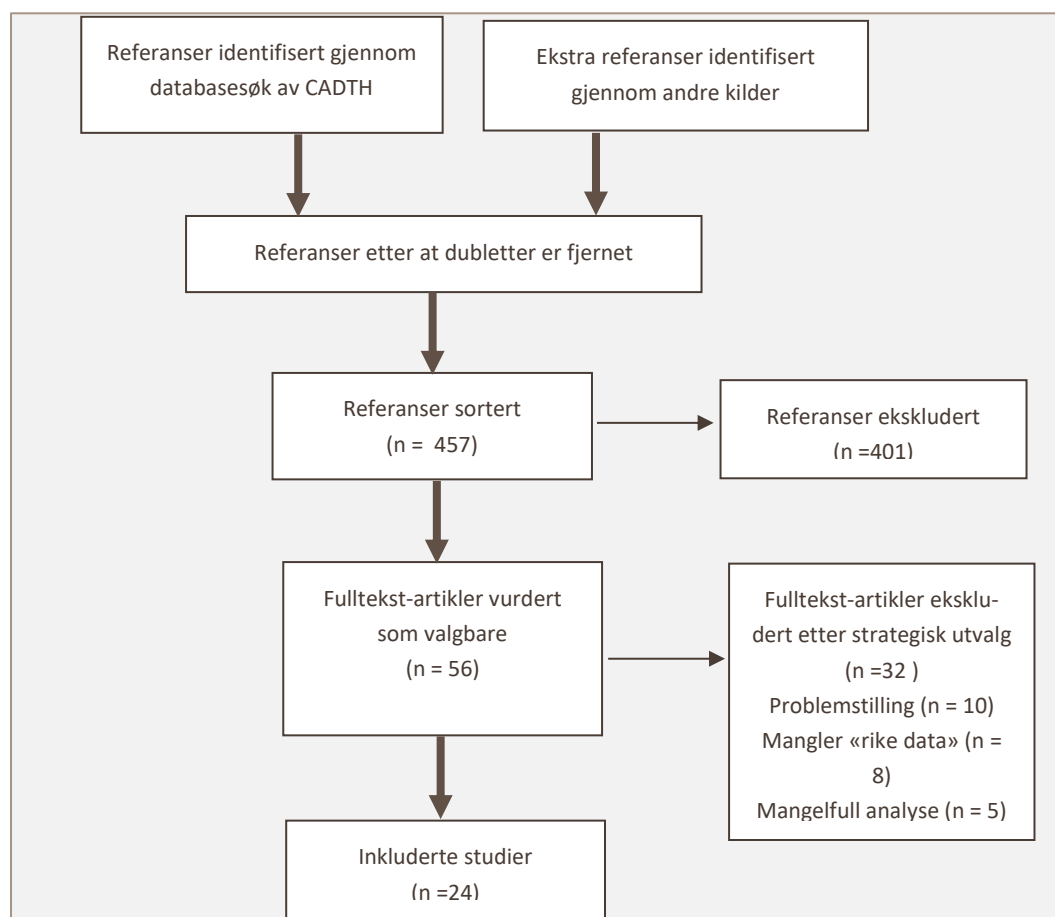 Referanser identifisert gjennom
databasesøk av CADTH
Ekstra referanser identifisert
gjennom andre kilder
Referanser etter at dubletter er fjernet
Referanser sortert
(n =  457)
Referanser ekskludert
(n =401)
Fulltekst-artikler vurdert
som valgbare
(n = 56)
Fulltekst-artikler eksklu-
dert etter strategisk utvalg
(n =32 )
Problemstilling (n = 10)
Mangler «rike data» (n =
8)
Mangelfull analyse (n = 5)
Inkluderte studier
(n =24)